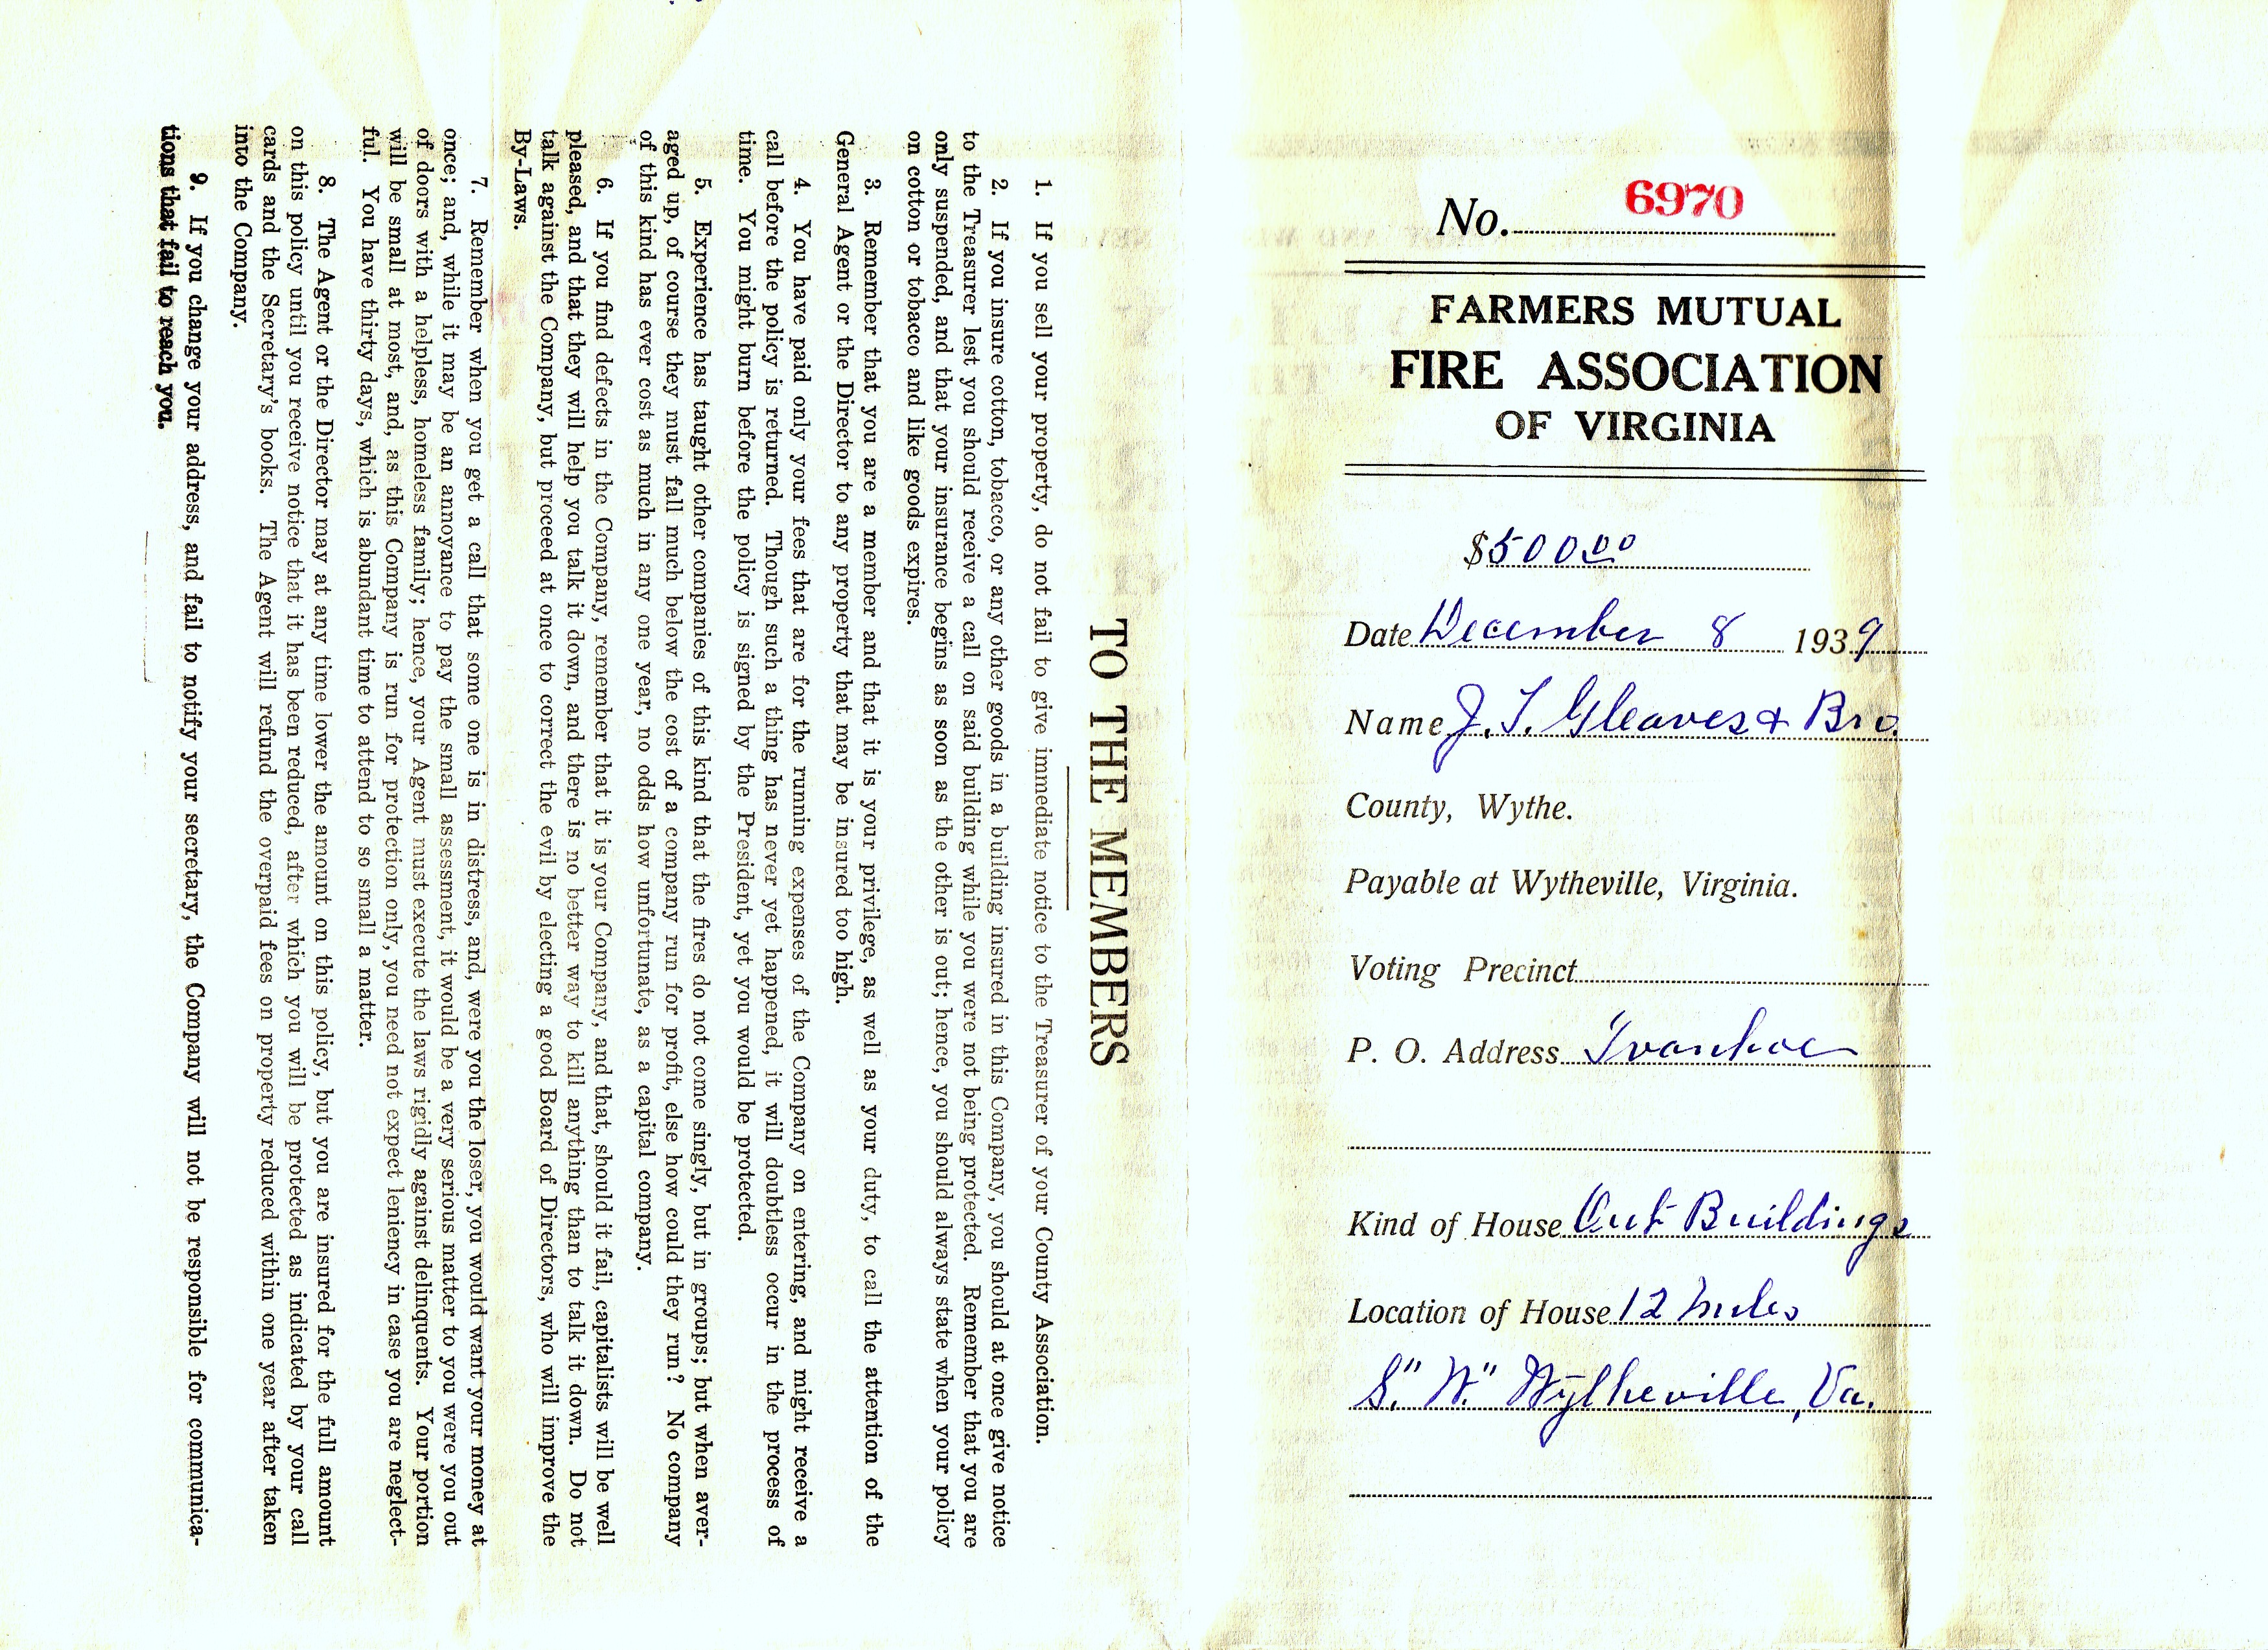 No. 6970
FARMERS MUTUAL
FIRE ASSOCIATION
OF VIRGINIA
$500.00
Date December 8 1939
Name J. T. Gleaves & Bro.
County, Wythe.
Payable at Wytheville, Virginia.
Voting Precinct
P. O. Address Ivanhoe
Kind of House Out Buildings
Location of House 12 miles
S." W." Wytheville, Va.
TO THE MEMBERS
1. If you sell your property, do not fail to give immediate notice to the Treasurer of your County Association.
2. If you insure cotton, tobacco, or any other goods in a building insured in this Company, you should at once give notice
to the Treasurer lest you should receive a call on said building while you were not being protected. Remember that you are
only suspended, and that your insurance begins as soon as the other is out; hence, you should always state when your policy
on cotton or tobacco and like goods expires.
3. Remember that you are a member and that it is your privilege, as well as your duty, to call the attention of the
General Agent or the Director to any property that may be insured too high.
4. You have paid only your fees that are for the running expenses of the Company on entering, and might receive a
call before the policy is returned. Though such a thing has never yet happened, it will doubtless occur in the process of
time. You might burn before the policy is signed by the President, yet you would be protected.
5. Experience has taught other companies of this kind that the fires do not come singly, but in groups; but when aver-
aged up, of course they must fall much below the cost of a company run for profit, else how could they run? No company
of this kind has ever cost as much in any one year, no odds how unfortunate, as a capital company.
6. If you find defects in the Company, remember that it is your Company, and that, should it fail, capitalists will be well
pleased, and that they will help you talk it down, and there is no better way to kill anything than to talk it down. Do not
talk against the Company, but proceed at once to correct the evil by electing a good Board of Directors, who will improve the
By-Laws.
7. Remember when you get a call that some one is in distress, and, were you the loser, you would want your money at
once; and, while it may be an annoyance to pay the small assessment, it would be a very serious matter to you were you out
of doors with a helpless, homeless family; hence, your Agent must execute the laws rigidly against delinquents. Your portion
will be small at most, and, as this Company is run for protection only, you need not expect leniency in case you are neglect-
ful. You have thirty days, which is abundant time to attend to so small a matter.
8. The Agent or the Director may at any time lower the amount on this policy, but you are insured for the full amount
on this policy until you receive notice that it has been reduced, after which you will be protected as indicated by your call
cards and the Secretary's books. The Agent will refund the overpaid fees on property reduced within one year after taken
into the Company.
9. If you change your address, and fail to notify your secretary, the Company will not be responsible for communica-
tions that fail to reach you.